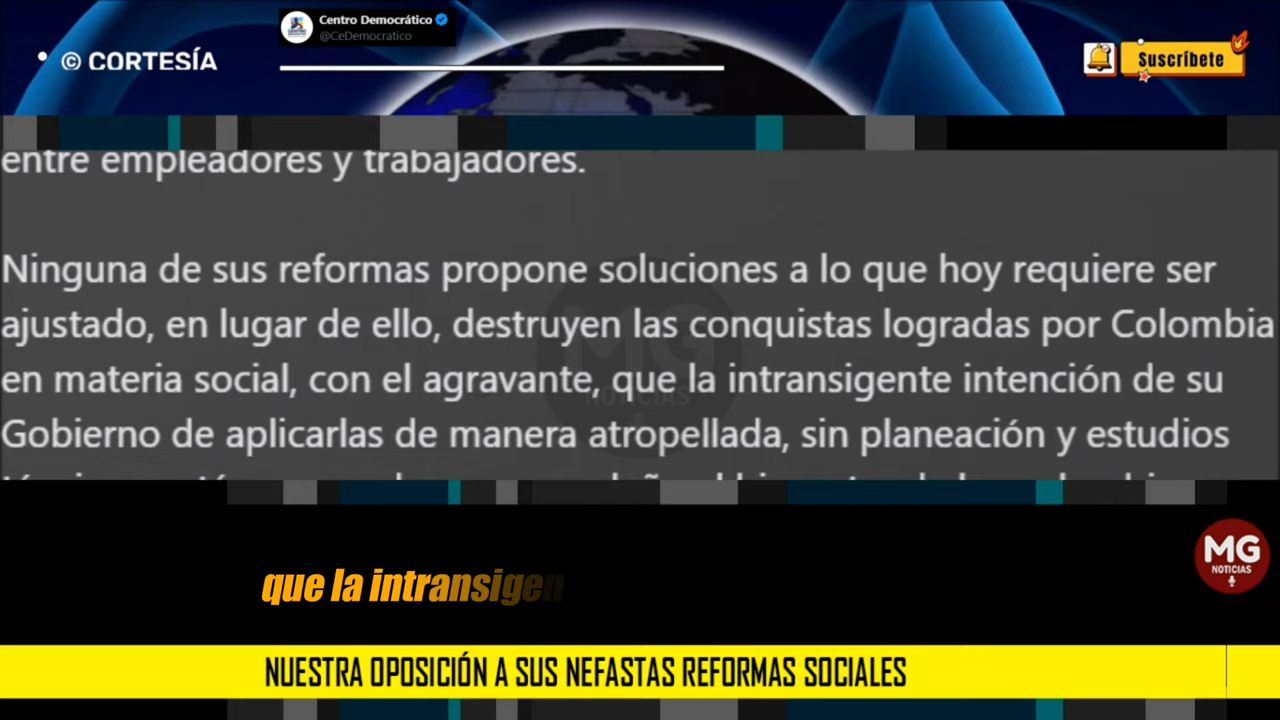 Centro Democrático
@CeDemocratico
© CORTESÍA
Suscríbete
entre empleadores y trabajadores.
Ninguna de sus reformas propone soluciones a lo que hoy requiere ser
ajustado, en lugar de ello, destruyen las conquistas logradas por Colombia
en materia social, con el agravante, que la intransigente intención de su
Gobierno de aplicarlas de manera atropellada, sin planeación y estudios
que la intransigen
MG
NOTICIAS
NUESTRA OPOSICIÓN A SUS NEFASTAS REFORMAS SOCIALES